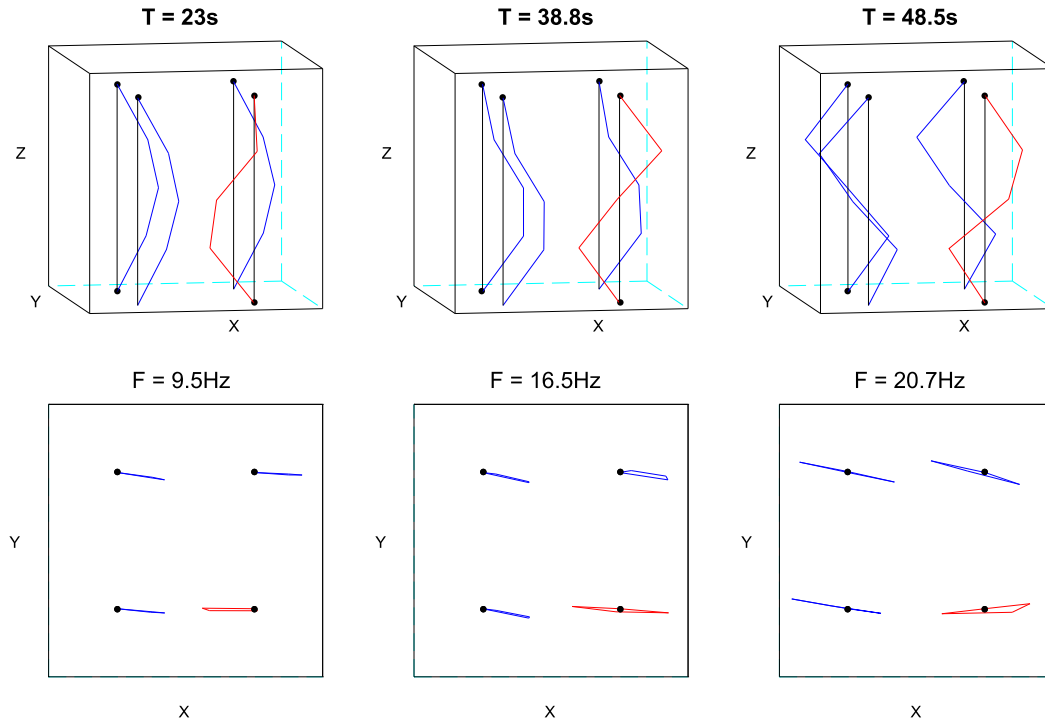 T = 23s
T = 38.8s
T = 48.5s
Z
Z
Z
Y
Y
Y
X
X
X
F = 9.5Hz
F = 16.5Hz
F = 20.7Hz
Y
Y
Y
X
X
X